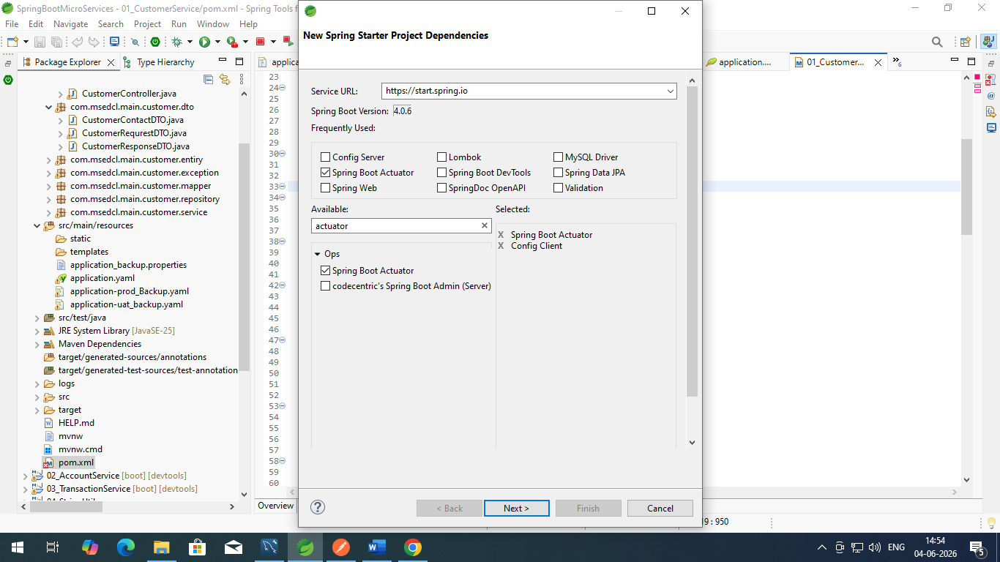 SpringBootMicroServices - 01_CustomerService/pom.xml - Spring Tools f
File Edit Navigate Search Project Run Window Help
Package Explorer
Type Hierarchy
applica
application....
01_Customer...
6
CustomerController.java
com.msedcl.main.customer.dto
CustomerContactDTO.java
CustomerRequrestDTO.java
CustomerResponseDTO.java
com.msedcl.main.customer.entiry
com.msedcl.main.customer.exception
com.msedcl.main.customer.mapper
com.msedcl.main.customer.repository
com.msedcl.main.customer.service
src/main/resources
static
templates
application_backup.properties
application.yaml
application-prod_Backup.yaml
application-uat_backup.yaml
src/test/java
JRE System Library [JavaSE-25]
Maven Dependencies
target/generated-sources/annotations
target/generated-test-sources/test-annotation
logs
src
target
HELP.md
mvnw
mvnw.cmd
pom.xml
02_AccountService [boot] [devtools]
03_TransactionService [boot] [devtools]
23
24
25
26
27
28
29
30
31
32
33
34
35
36
37
38
39
40
41
42
43
44
45
46
47
48
49
50
51
52
53
54
55
56
57
58
59
60
Overview
New Spring Starter Project Dependencies
Service URL: https://start.spring.io
Spring Boot Version: 4.0.6
Frequently Used:
Config Server Lombok MySQL Driver
Spring Boot Actuator Spring Boot DevTools Spring Data JPA
Spring Web SpringDoc OpenAPI Validation
Available: Selected:
actuator
Spring Boot Actuator
Config Client
Ops
Spring Boot Actuator
codecentric's Spring Boot Admin (Server)
? < Back Next > Finish Cancel
9 : 950
ENG
14:54
04-06-2026
5